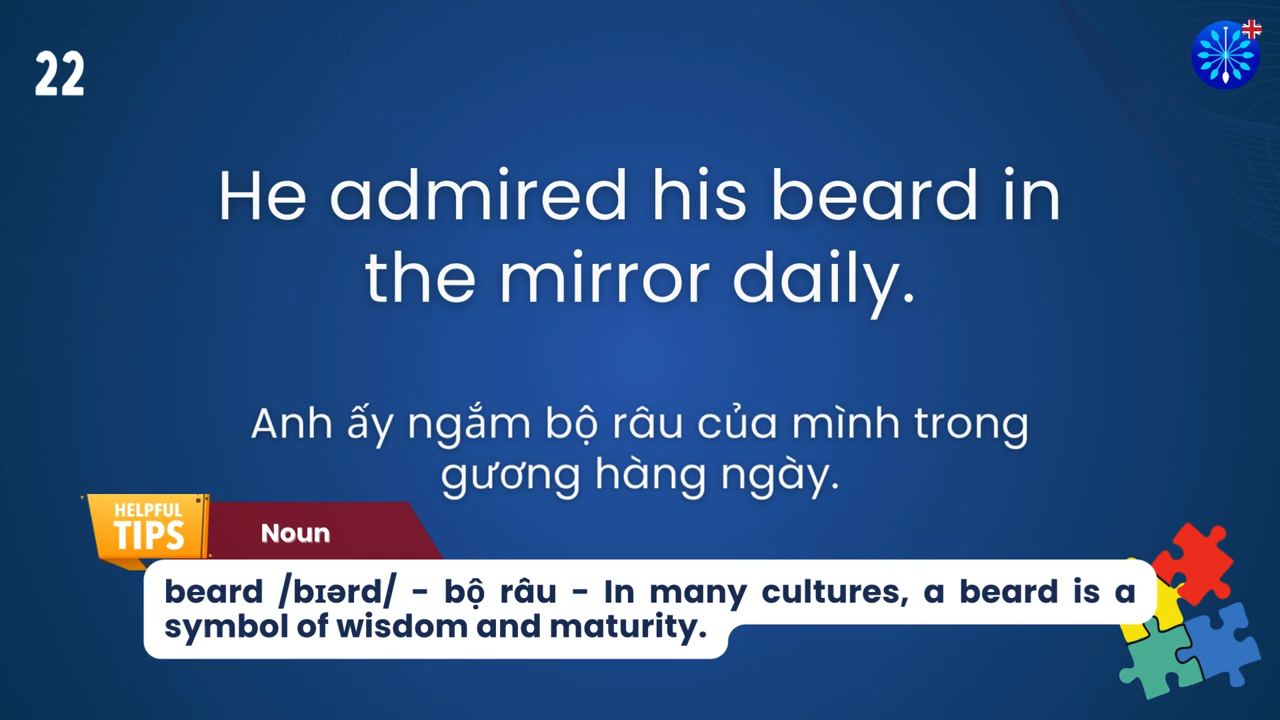 22
He admired his beard in
the mirror daily.
Anh ấy ngắm bộ râu của mình trong
gương hàng ngày.
HELPFUL
TIPS
Noun
beard /bɪərd/ - bộ râu - In many cultures, a beard is a
symbol of wisdom and maturity.